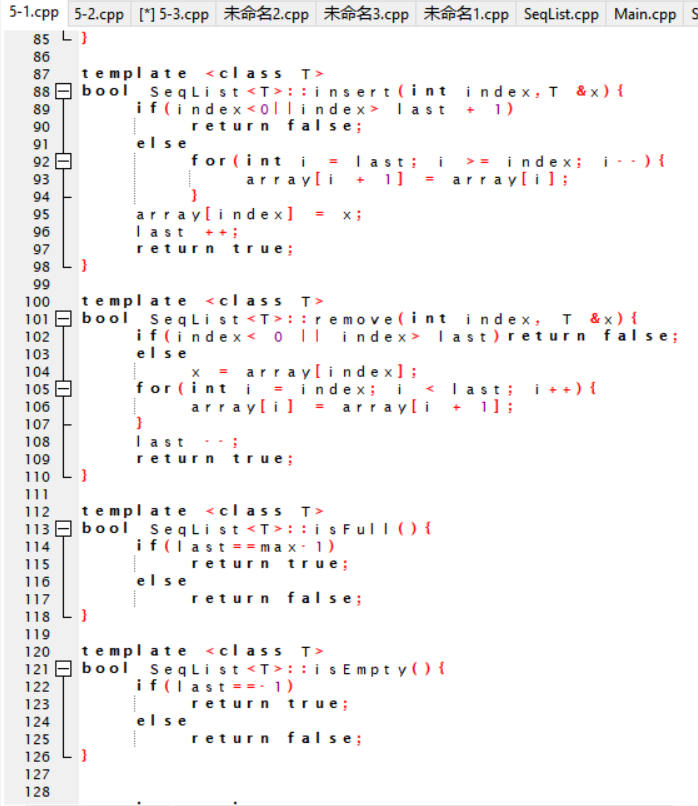 5-1.cpp 5-2.cpp [*] 5-3.cpp 未命名2.cpp 未命名3.cpp 未命名1.cpp SeqList.cpp Main.cpp S
85 }
86
87 template <class T>
88 bool SeqList<T>::insert(int index,T &x){
89 if(index<0||index> last + 1)
90 return false;
91 else
92 for(int i = last; i >= index; i--){
93 array[i + 1] = array[i];
94 }
95 array[index] = x;
96 last ++;
97 return true;
98 }
99
100 template <class T>
101 bool SeqList<T>::remove(int index, T &x){
102 if(index< 0 || index> last)return false;
103 else
104 x = array[index];
105 for(int i = index; i < last; i++){
106 array[i] = array[i + 1];
107 }
108 last --;
109 return true;
110 }
111
112 template <class T>
113 bool SeqList<T>::isFull(){
114 if(last==max-1)
115 return true;
116 else
117 return false;
118 }
119
120 template <class T>
121 bool SeqList<T>::isEmpty(){
122 if(last==-1)
123 return true;
124 else
125 return false;
126 }
127
128